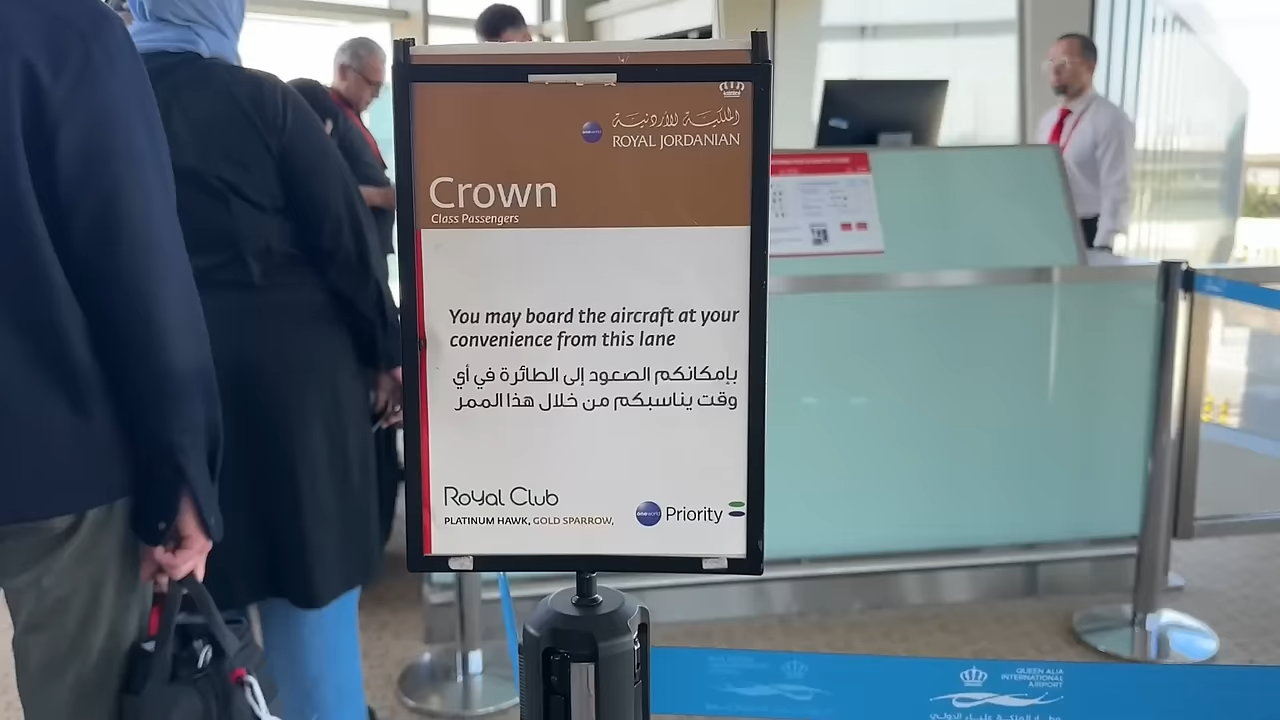 الملكية الأردنية
oneworld
ROYAL JORDANIAN
Crown
Class Passengers
You may board the aircraft at your
convenience from this lane
بإمكانكم الصعود إلى الطائرة في أي
وقت يناسبكم من خلال هذا الممر
Royal Club
PLATINUM HAWK, GOLD SPARROW,
oneworld Priority
QUEEN ALIA
INTERNATIONAL
AIRPORT